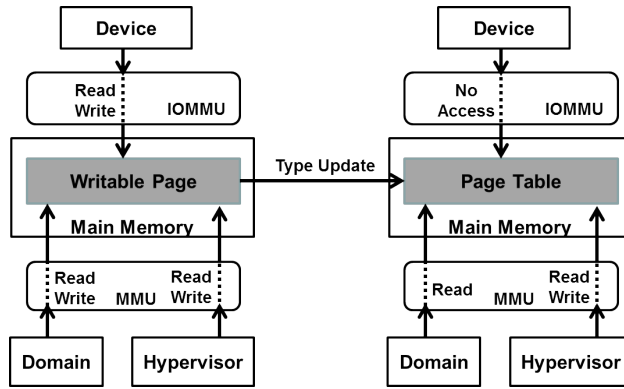 Device
Device
Read
Write
IOMMU
No
Access
IOMMU
Writable Page
Type Update
Page Table
Main Memory
Main Memory
Read
Write
MMU
Read
Write
Read
MMU
Read
Write
Domain
Hypervisor
Domain
Hypervisor